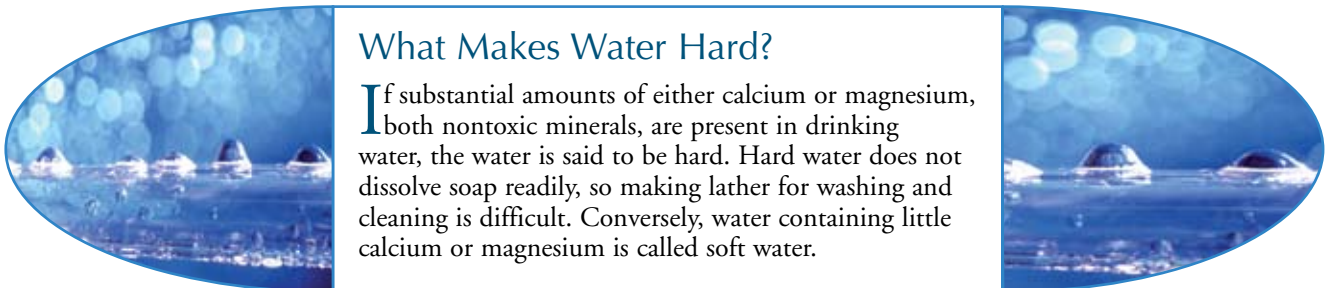 What Makes Water Hard?
If substantial amounts of either calcium or magnesium,
both nontoxic minerals, are present in drinking
water, the water is said to be hard. Hard water does not
dissolve soap readily, so making lather for washing and
cleaning is difficult. Conversely, water containing little
calcium or magnesium is called soft water.